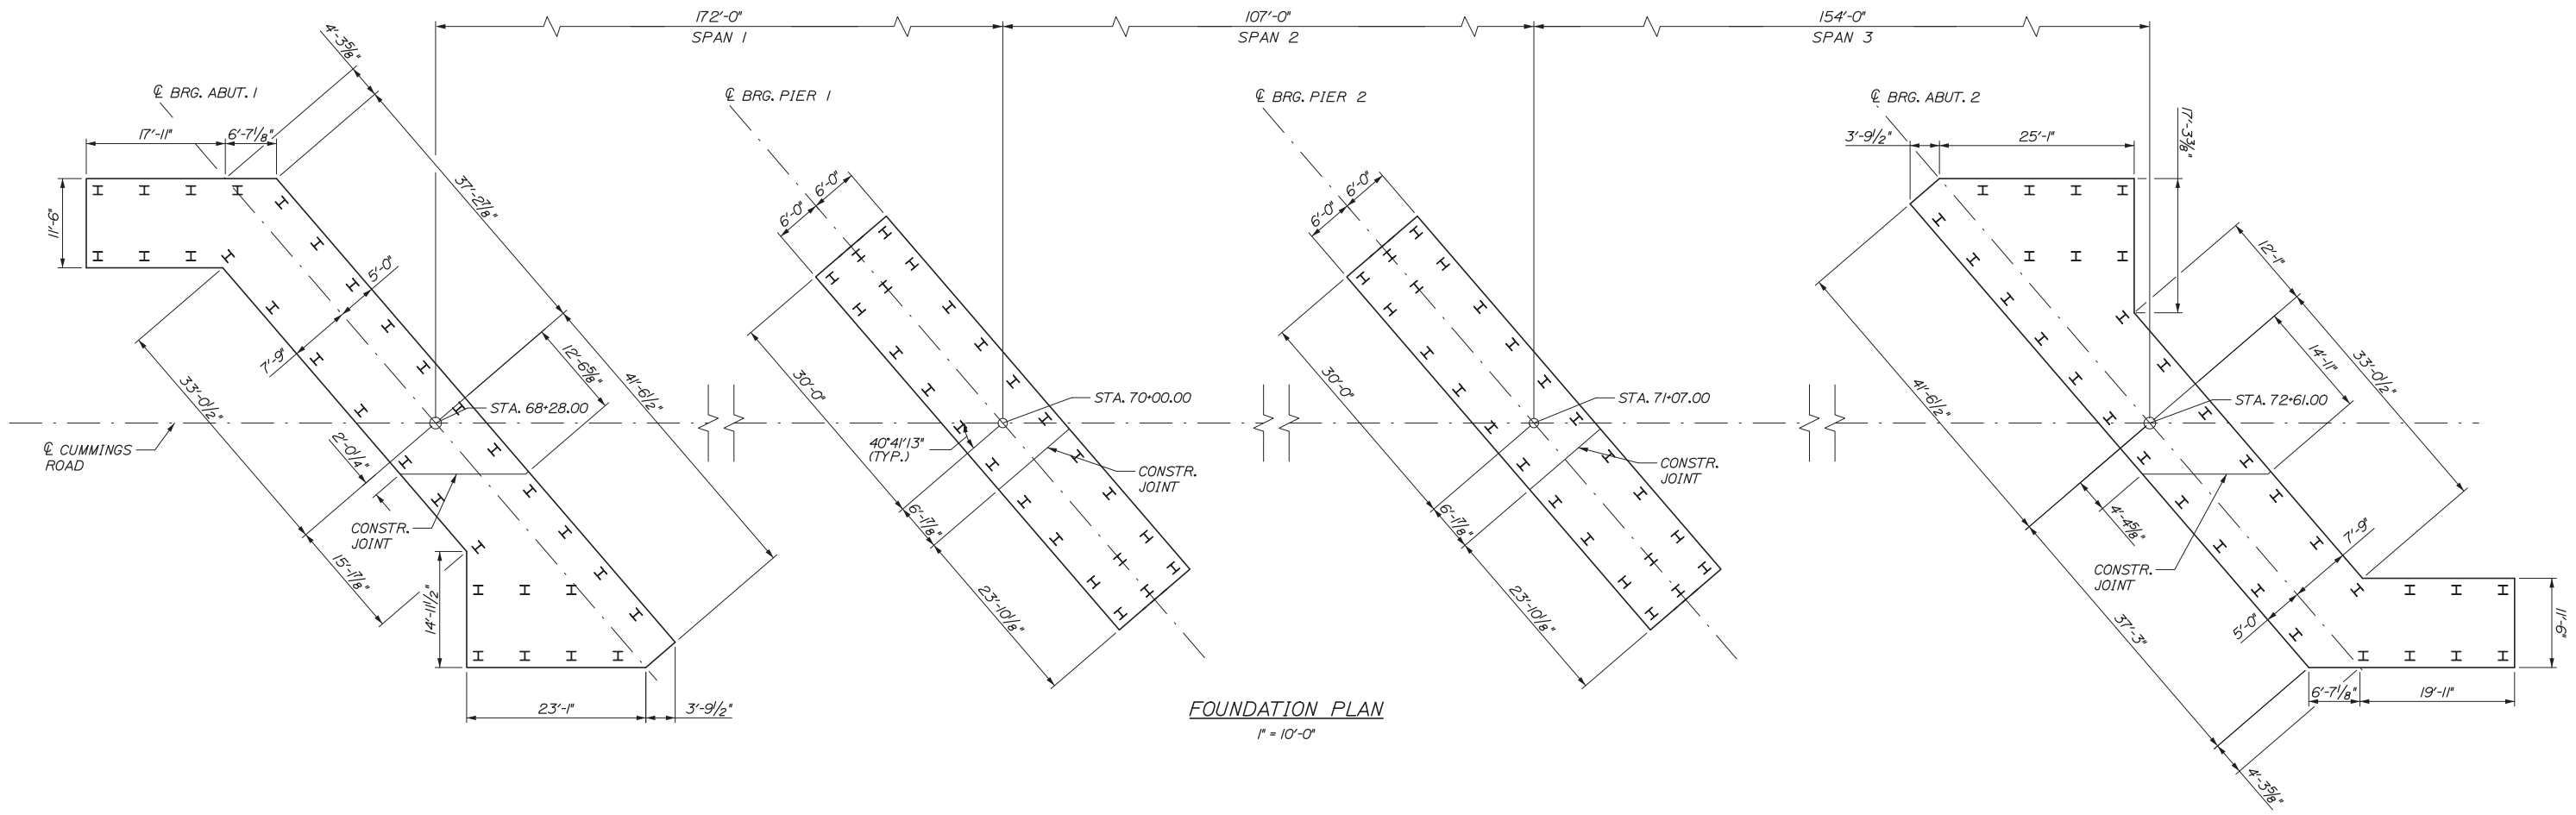 172'-0"
SPAN 1
107'-0"
SPAN 2
154'-0"
SPAN 3
4'-3⅝"
℄ BRG. ABUT. 1
17'-11"
6'-7⅛"
11'-6"
37'-2⅞"
5'-0"
7'-9"
33'-0½"
12'-6⅝"
41'-6½"
STA. 68+28.00
℄ CUMMINGS
ROAD
2'-0¼"
CONSTR.
JOINT
15'-1⅞"
14'-11½"
23'-1"
3'-9½"
℄ BRG. PIER 1
6'-0"
6'-0"
30'-0"
STA. 70+00.00
40°41'13"
(TYP.)
CONSTR.
JOINT
6'-1⅞"
23'-10⅛"
℄ BRG. PIER 2
6'-0"
6'-0"
30'-0"
STA. 71+07.00
CONSTR.
JOINT
6'-1⅞"
23'-10⅛"
℄ BRG. ABUT. 2
3'-9½"
25'-1"
17'-3⅜"
12'-1"
14'-11"
33'-0½"
41'-6½"
STA. 72+61.00
4'-4⅝"
CONSTR.
JOINT
7'-9"
5'-0"
37'-3"
11'-6"
6'-7⅛"
19'-11"
4'-3⅝"
FOUNDATION PLAN
1" = 10'-0"